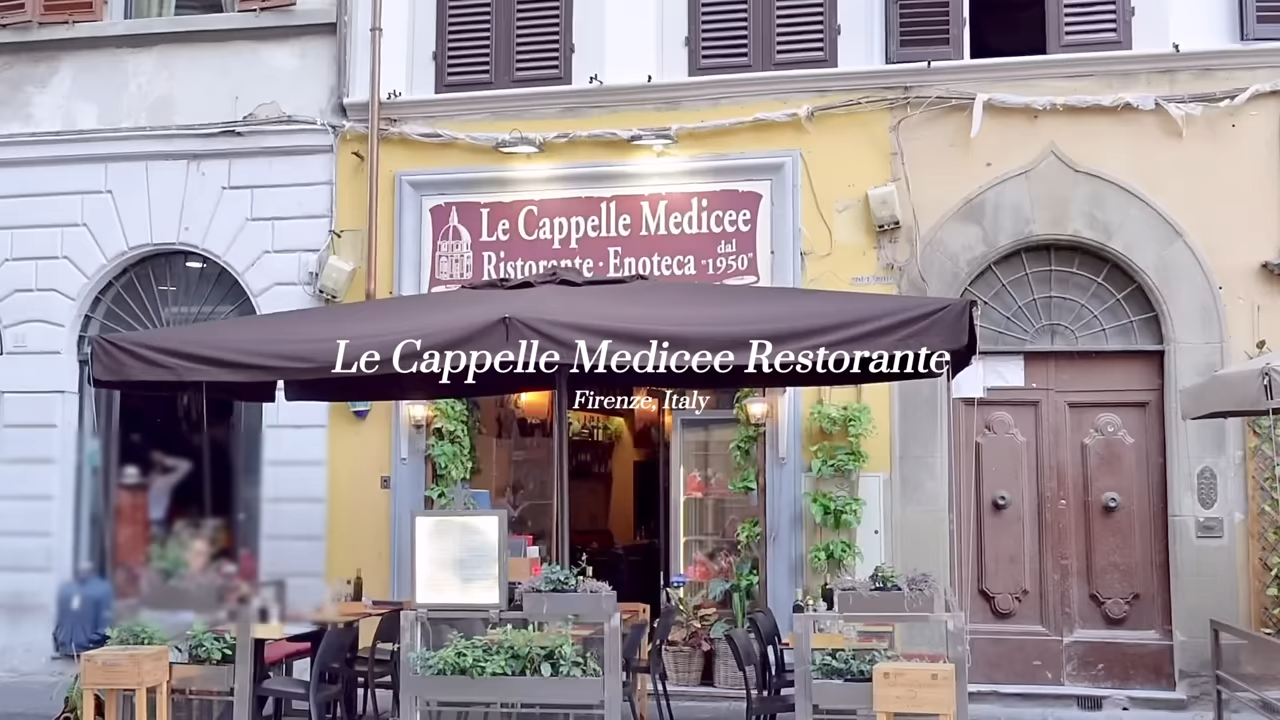 Le Cappelle Medicee
Ristorante · Enoteca dal "1950"
Le Cappelle Medicee Restorante
Firenze, Italy